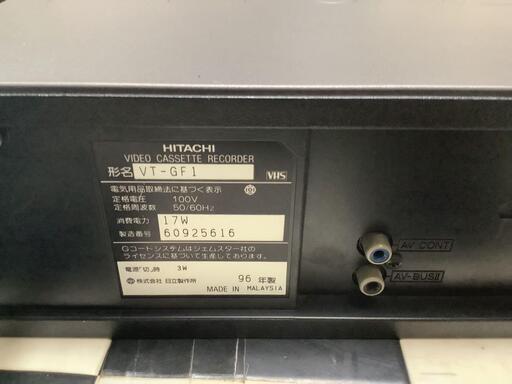 HITACHI
VIDEO CASSETTE RECORDER
形名 VT-GF1
VHS
電気用品取締法に基づく表示
定格電圧 100V
定格周波数 50/60Hz
消費電力 17W
製造番号 60925616
Gコードシステムはジェムスター社の
ライセンスに基づいて生産しております。
電源「切」時 3W
株式会社 日立製作所 96年製
MADE IN MALAYSIA
AV CONT.
AV-BUSⅡ